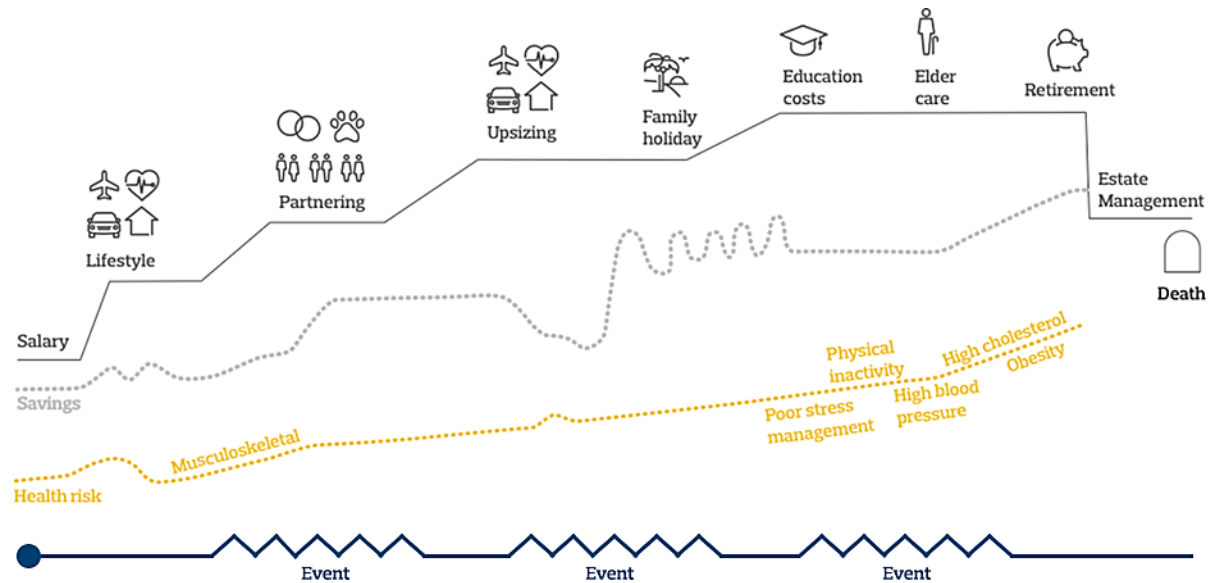 Education
costs
Elder
care
Retirement
Family
holiday
Upsizing
Partnering
Lifestyle
Estate
Management
Death
Salary
Savings
Physical
inactivity
High cholesterol
Obesity
High blood
pressure
Poor stress
management
Musculoskeletal
Health risk
Event
Event
Event